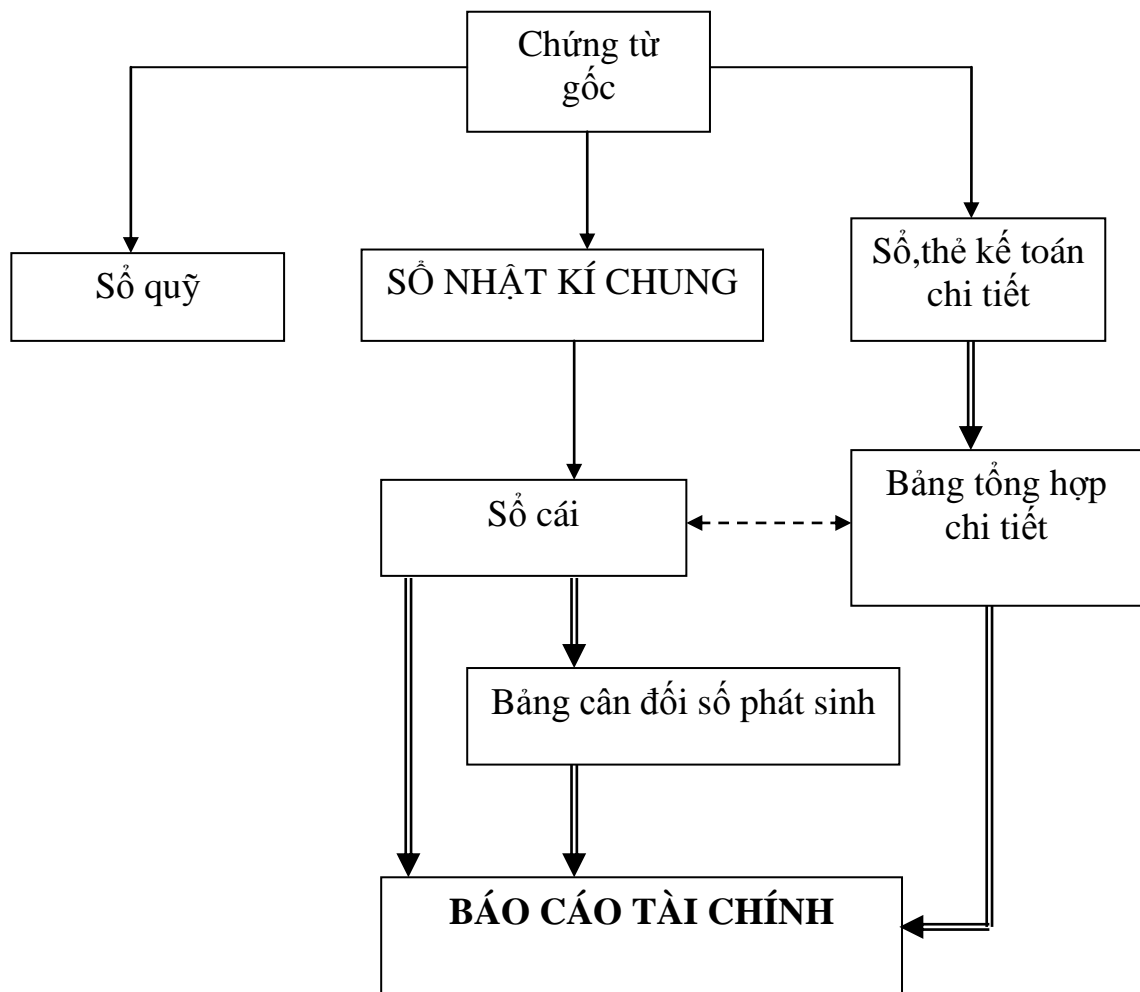 Chứng từ
gốc
Sổ quỹ
SỔ NHẬT KÍ CHUNG
Sổ,thẻ kế toán
chi tiết
Sổ cái
Bảng tổng hợp
chi tiết
Bảng cân đối số phát sinh
BÁO CÁO TÀI CHÍNH